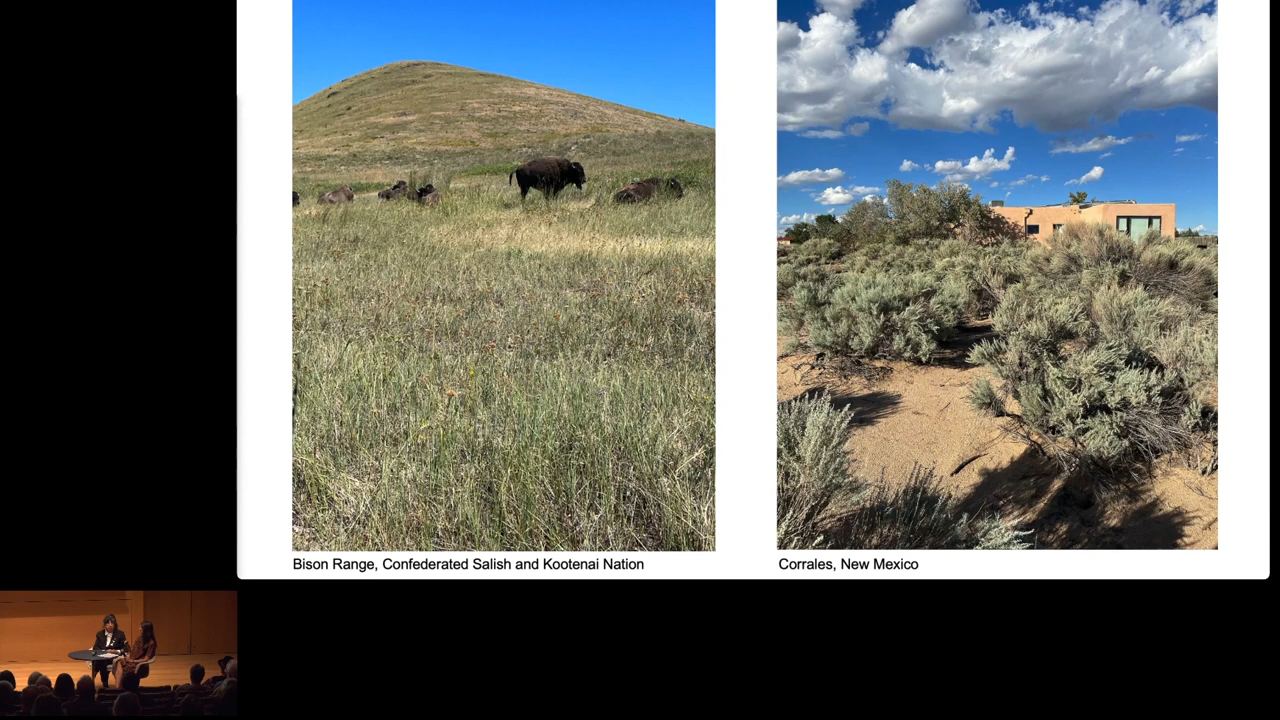 Bison Range, Confederated Salish and Kootenai Nation
Corrales, New Mexico